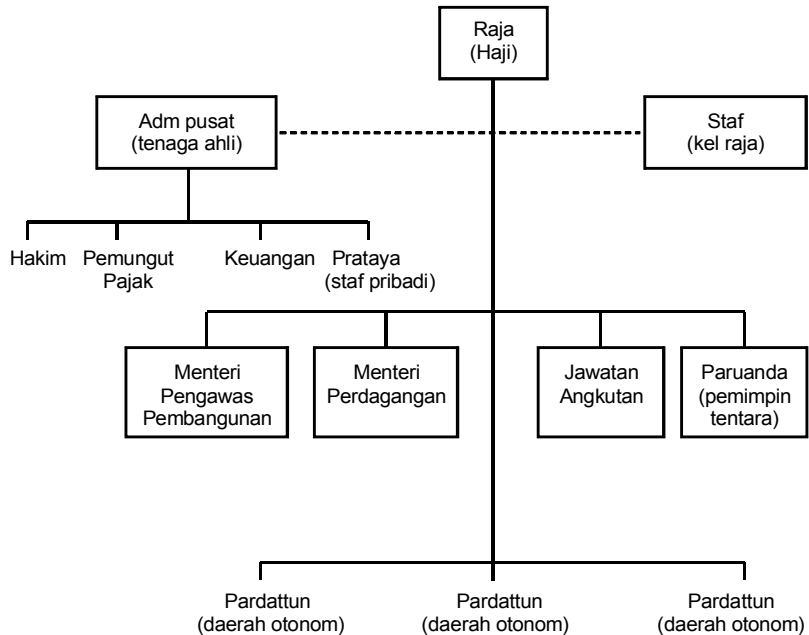 Raja
(Haji)
Adm pusat
(tenaga ahli)
Staf
(kel raja)
Hakim
Pemungut
Pajak
Keuangan
Prataya
(staf pribadi)
Menteri
Pengawas
Pembangunan
Menteri
Perdagangan
Jawatan
Angkutan
Paruanda
(pemimpin
tentara)
Pardattun
(daerah otonom)
Pardattun
(daerah otonom)
Pardattun
(daerah otonom)